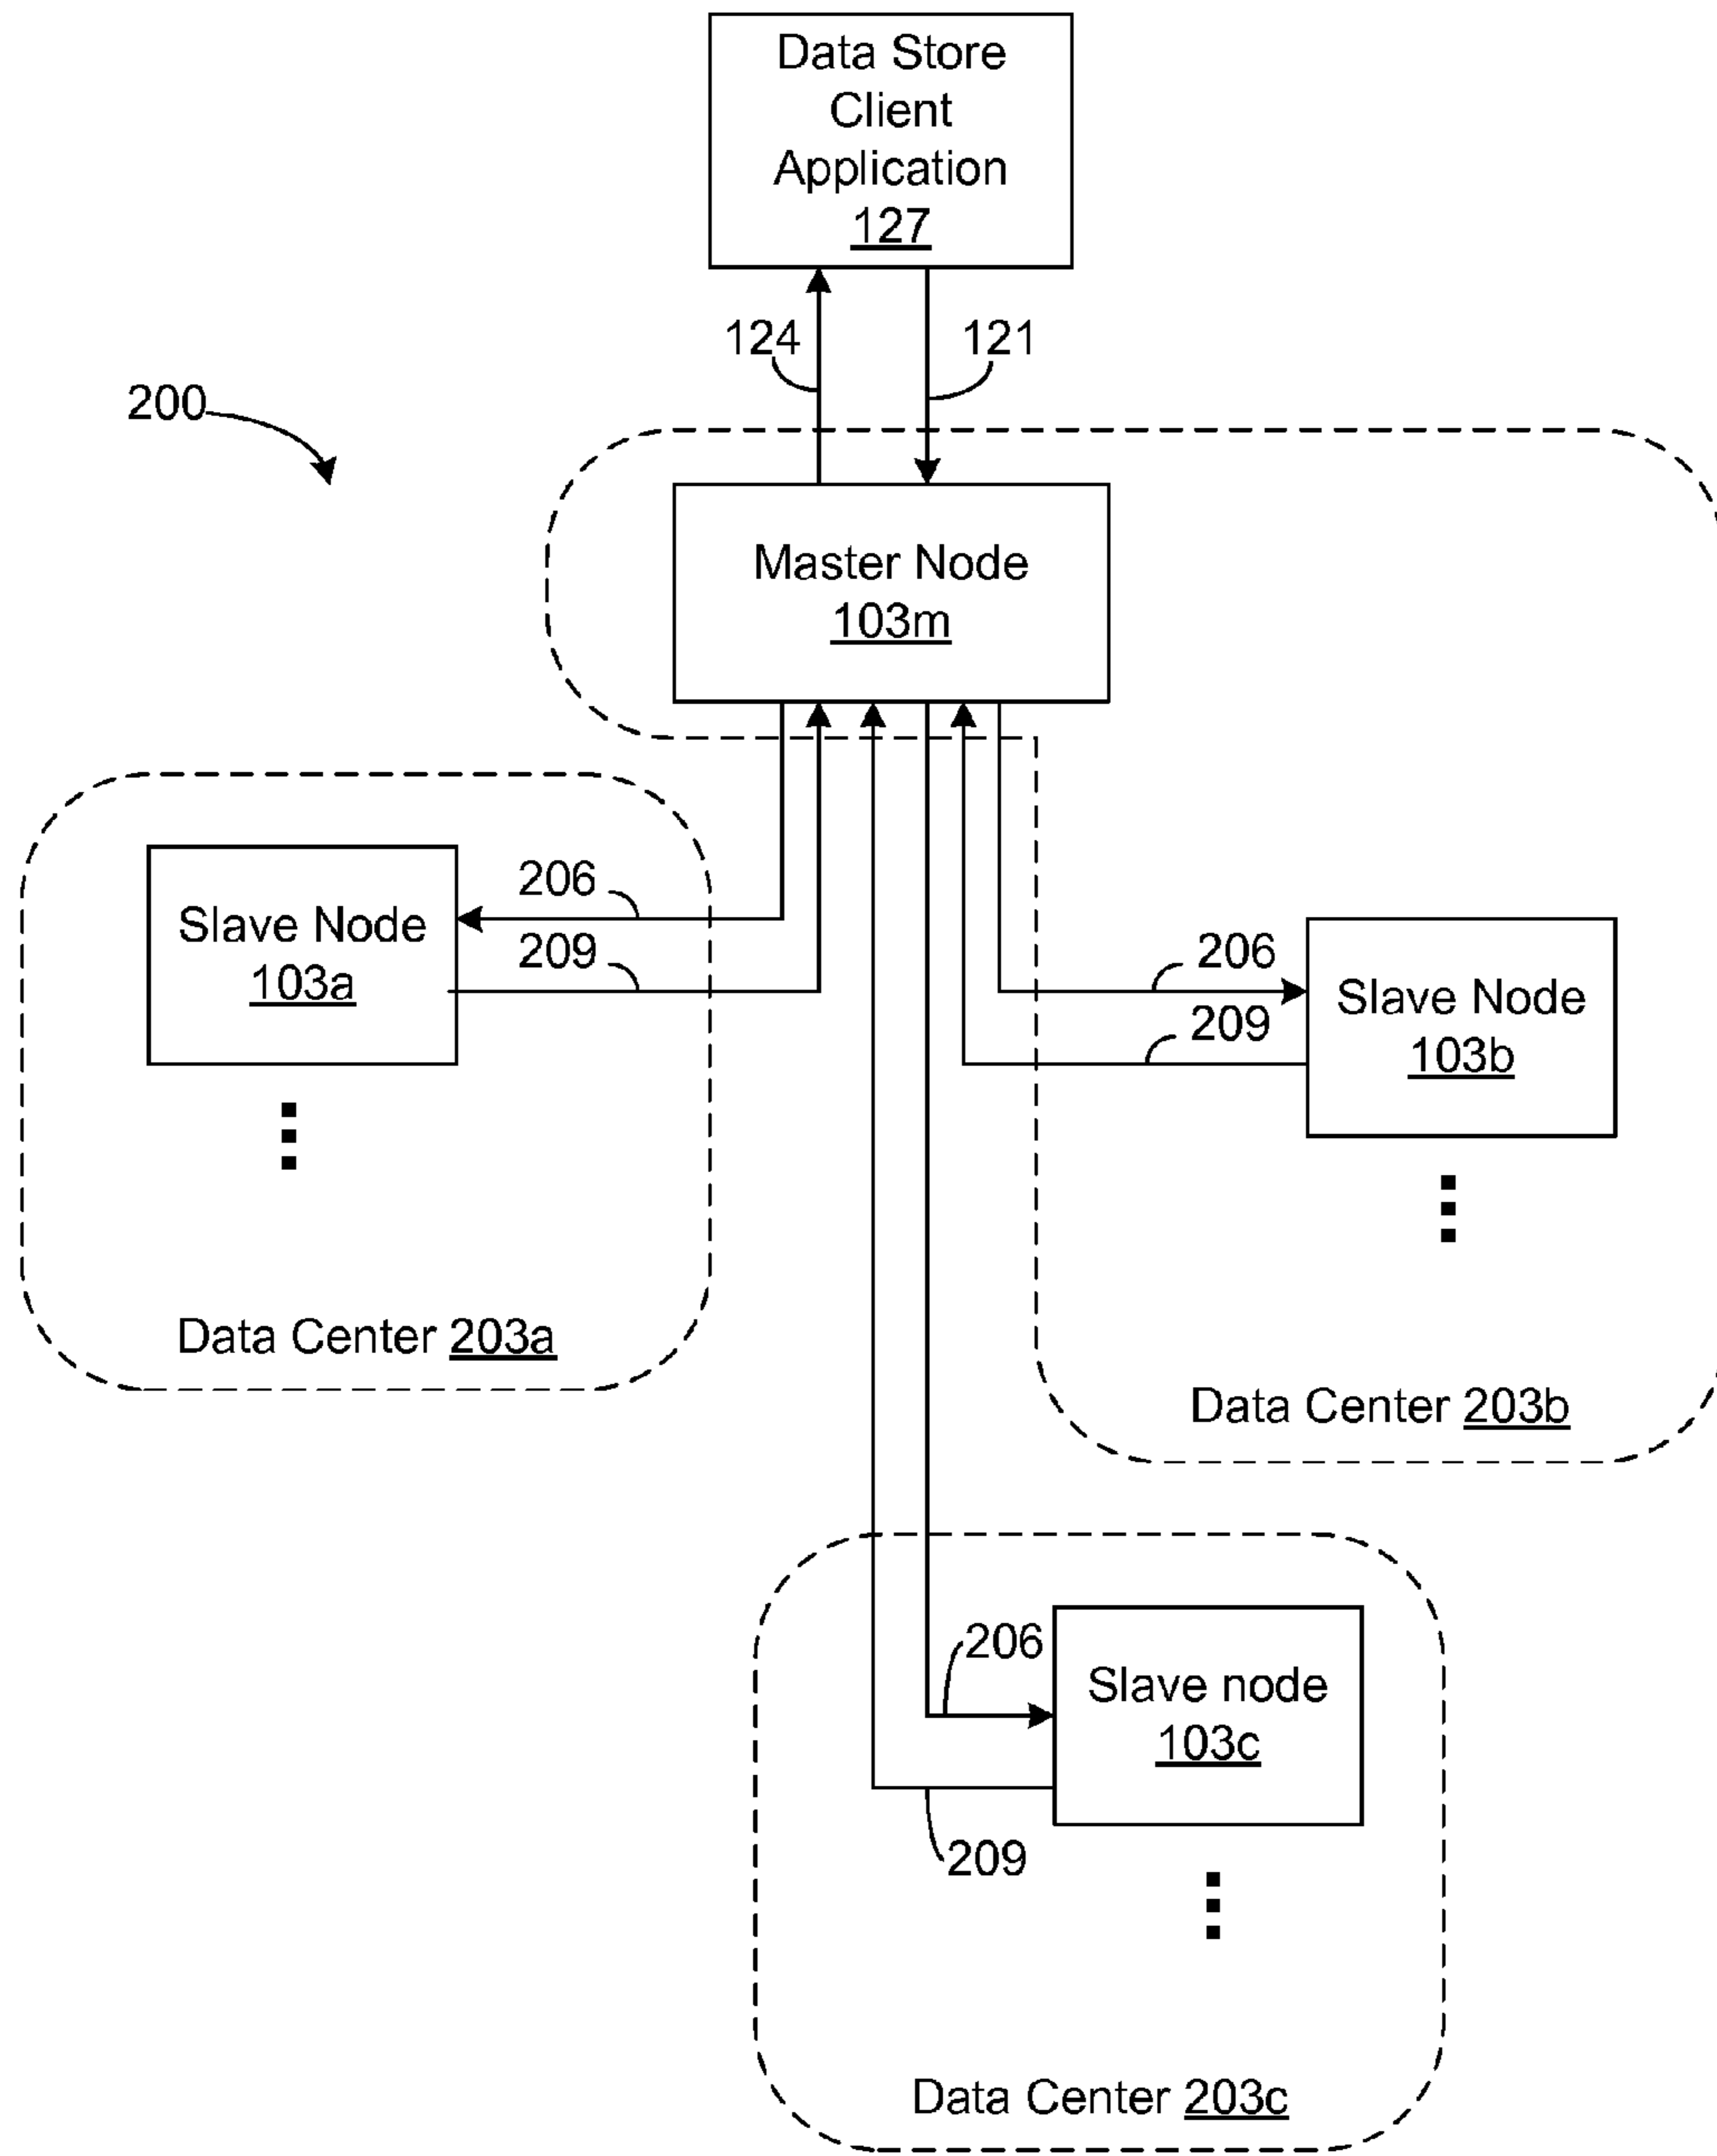 Data Store
Client
Application
127
124
121
200
Master Node
103m
206
Slave Node
103a
209
206
Slave Node
103b
209
Data Center 203a
Data Center 203b
206
Slave node
103c
209
Data Center 203c